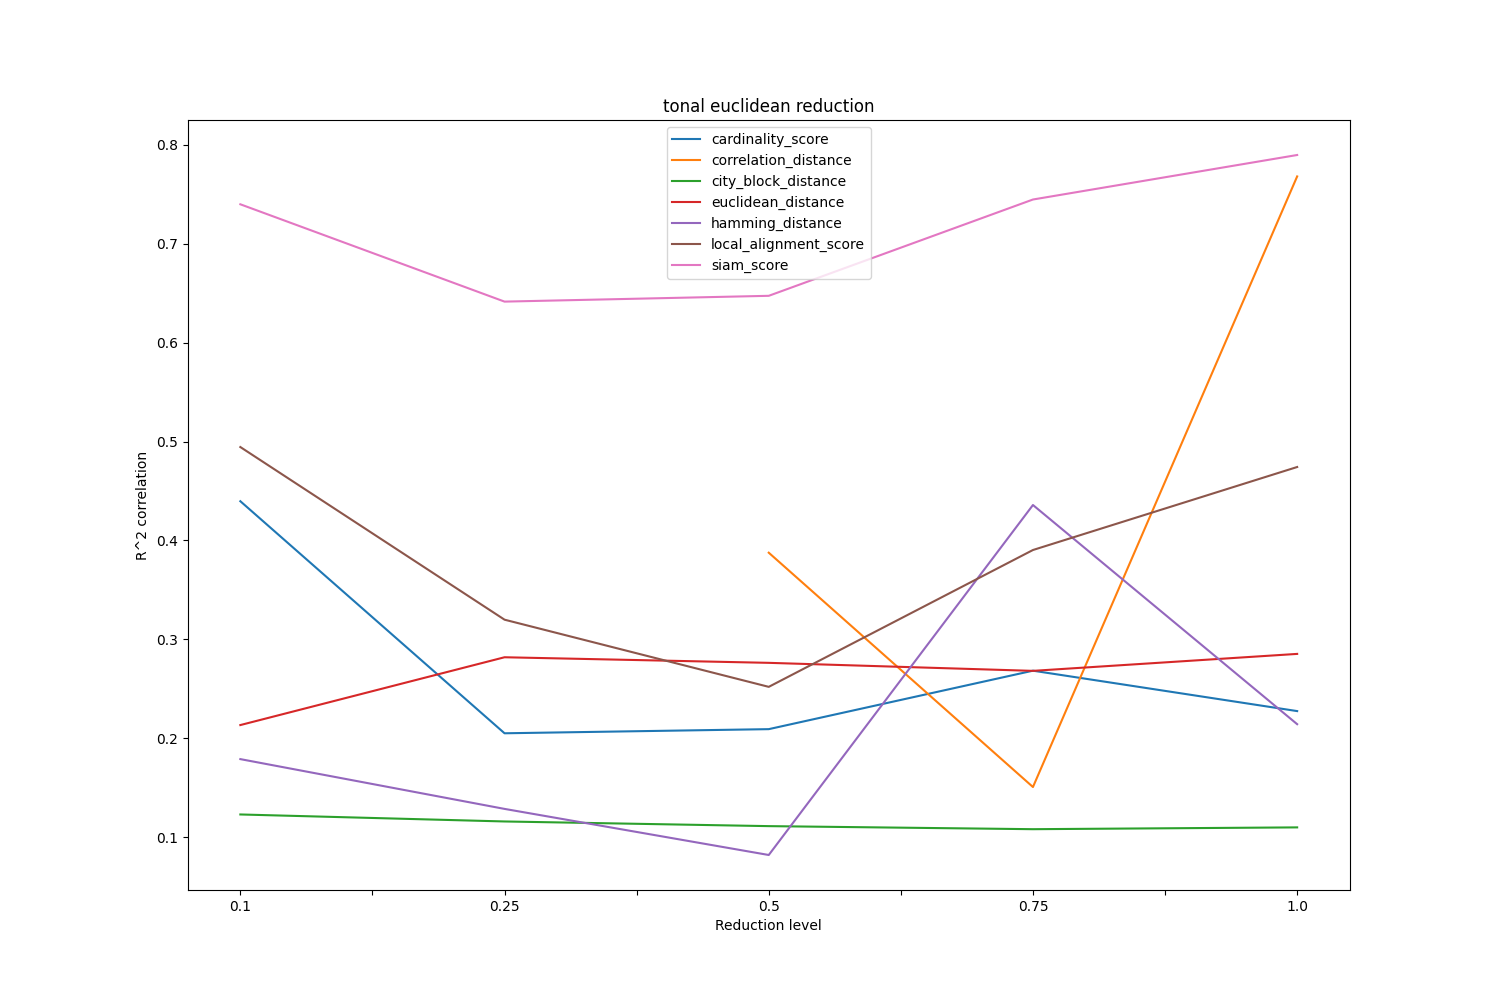 tonal euclidean reduction
cardinality_score
correlation_distance
city_block_distance
euclidean_distance
hamming_distance
local_alignment_score
siam_score
R^2 correlation
0.8
0.7
0.6
0.5
0.4
0.3
0.2
0.1
0.1 0.25 0.5 0.75 1.0
Reduction level